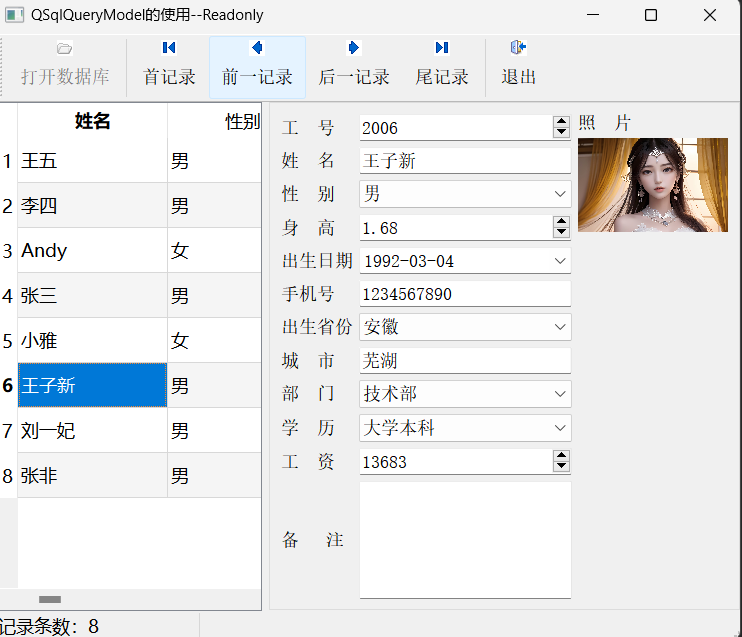 QSqlQueryModel的使用--Readonly
打开数据库 首记录 前一记录 后一记录 尾记录 退出
姓名 性别
1 王五 男
2 李四 男
3 Andy 女
4 张三 男
5 小雅 女
6 王子新 男
7 刘一妃 男
8 张非 男
工 号 2006
姓 名 王子新
性 别 男
身 高 1.68
出生日期 1992-03-04
手机号 1234567890
出生省份 安徽
城 市 芜湖
部 门 技术部
学 历 大学本科
工 资 13683
备 注
照 片
记录条数：8